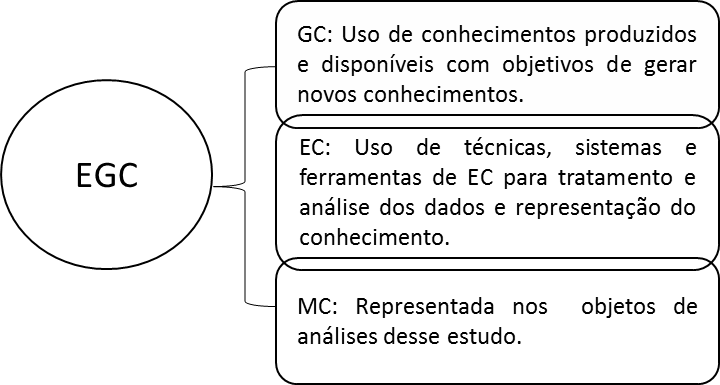 EGC
GC: Uso de conhecimentos produzidos
e disponíveis com objetivos de gerar
novos conhecimentos.
EC: Uso de técnicas, sistemas e
ferramentas de EC para tratamento e
análise dos dados e representação do
conhecimento.
MC: Representada nos objetos de
análises desse estudo.